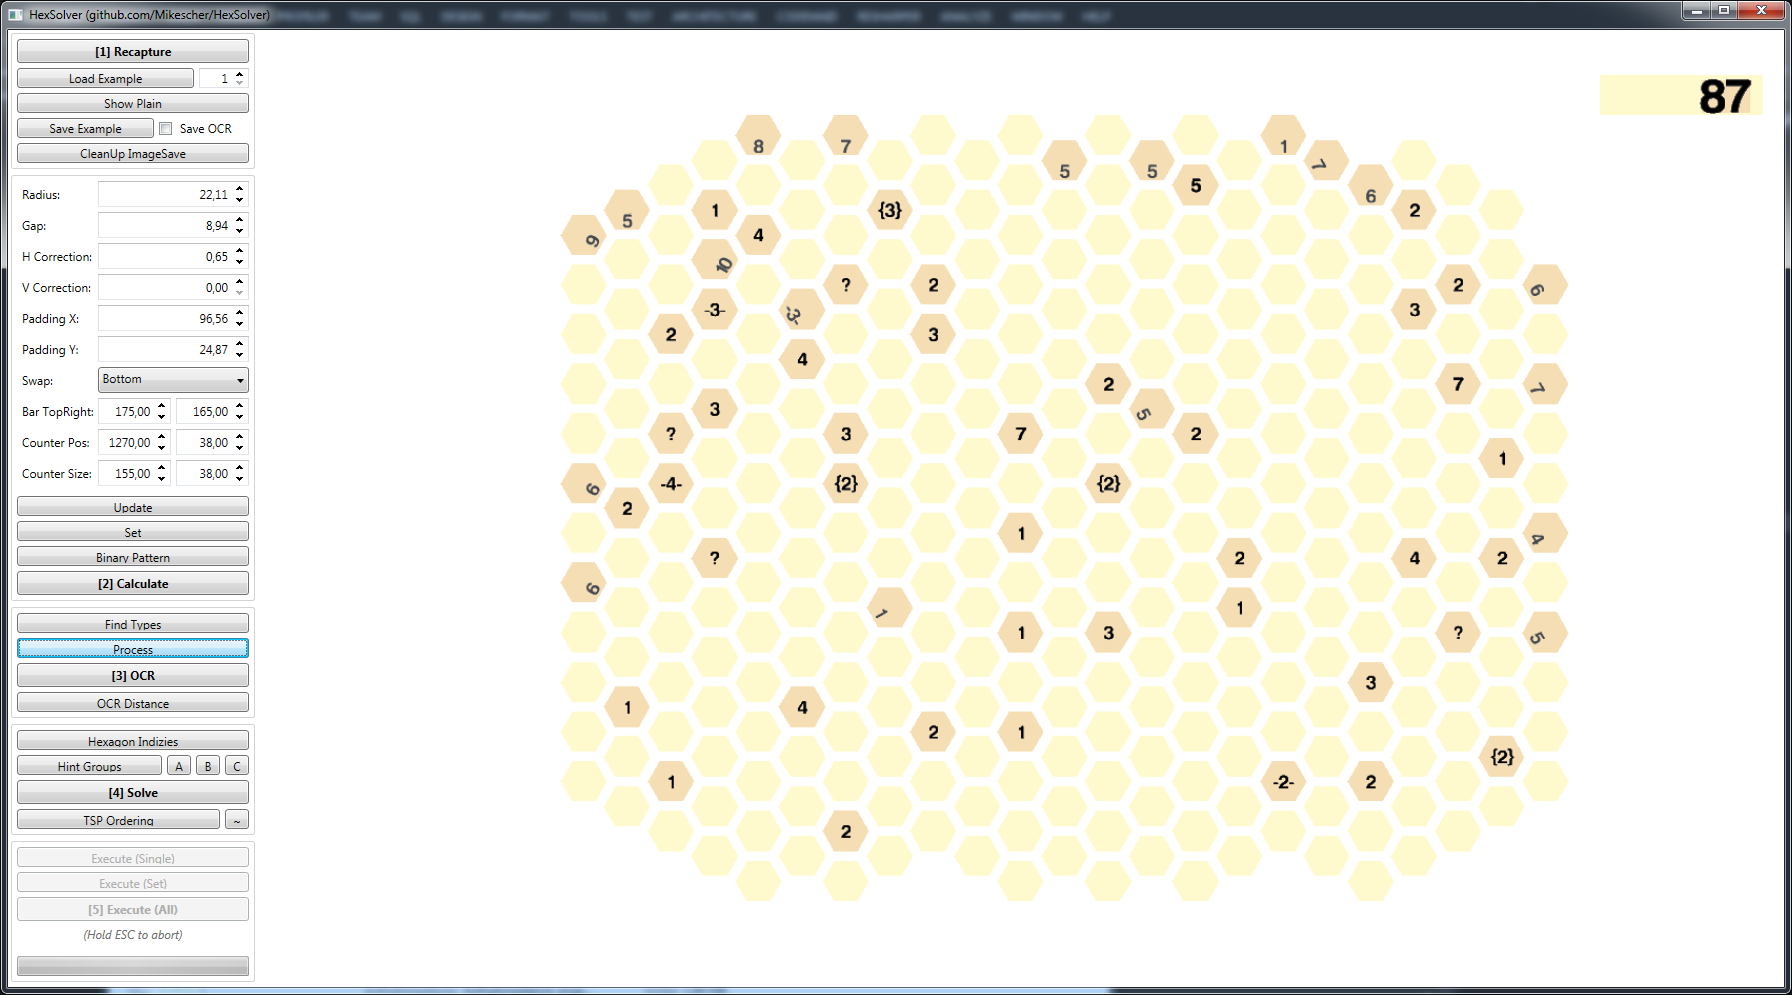 HexSolver (github.com/Mikescher/HexSolver)
[1] Recapture
Load Example 1
Show Plain
Save Example Save OCR
CleanUp ImageSave
Radius: 22,11
Gap: 8,94
H Correction: 0,65
V Correction: 0,00
Padding X: 96,56
Padding Y: 24,87
Swap: Bottom
Bar TopRight: 175,00 165,00
Counter Pos: 1270,00 38,00
Counter Size: 155,00 38,00
Update
Set
Binary Pattern
[2] Calculate
Find Types
Process
[3] OCR
OCR Distance
Hexagon Indizies
Hint Groups A B C
[4] Solve
TSP Ordering ~
Execute (Single)
Execute (Set)
[5] Execute (All)
(Hold ESC to abort)
87
8 7 1
5 5 7
5 6
5 1 {3} 2
6 4
10
? 2 2 6
-3- -3- 3
2 3
4
2 7 7
3 5
? 3 7 2
1
6 -4- {2} {2}
2
1 4
? 2 4 2
6
1 1
1 3 ? 5
3
1 4
2 1
{2}
1 -2- 2
2